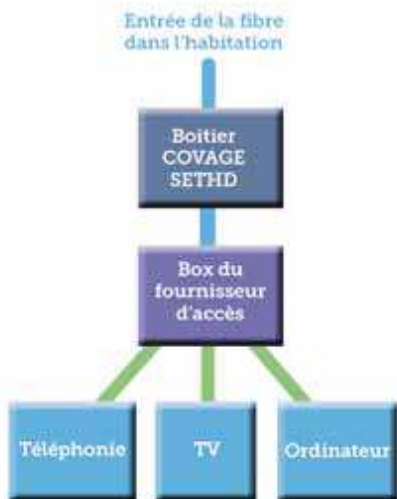 Entrée de la fibre
dans l'habitation
Boitier
COVAGE
SETHD
Box du
fournisseur
d'accès
Téléphonie
TV
Ordinateur